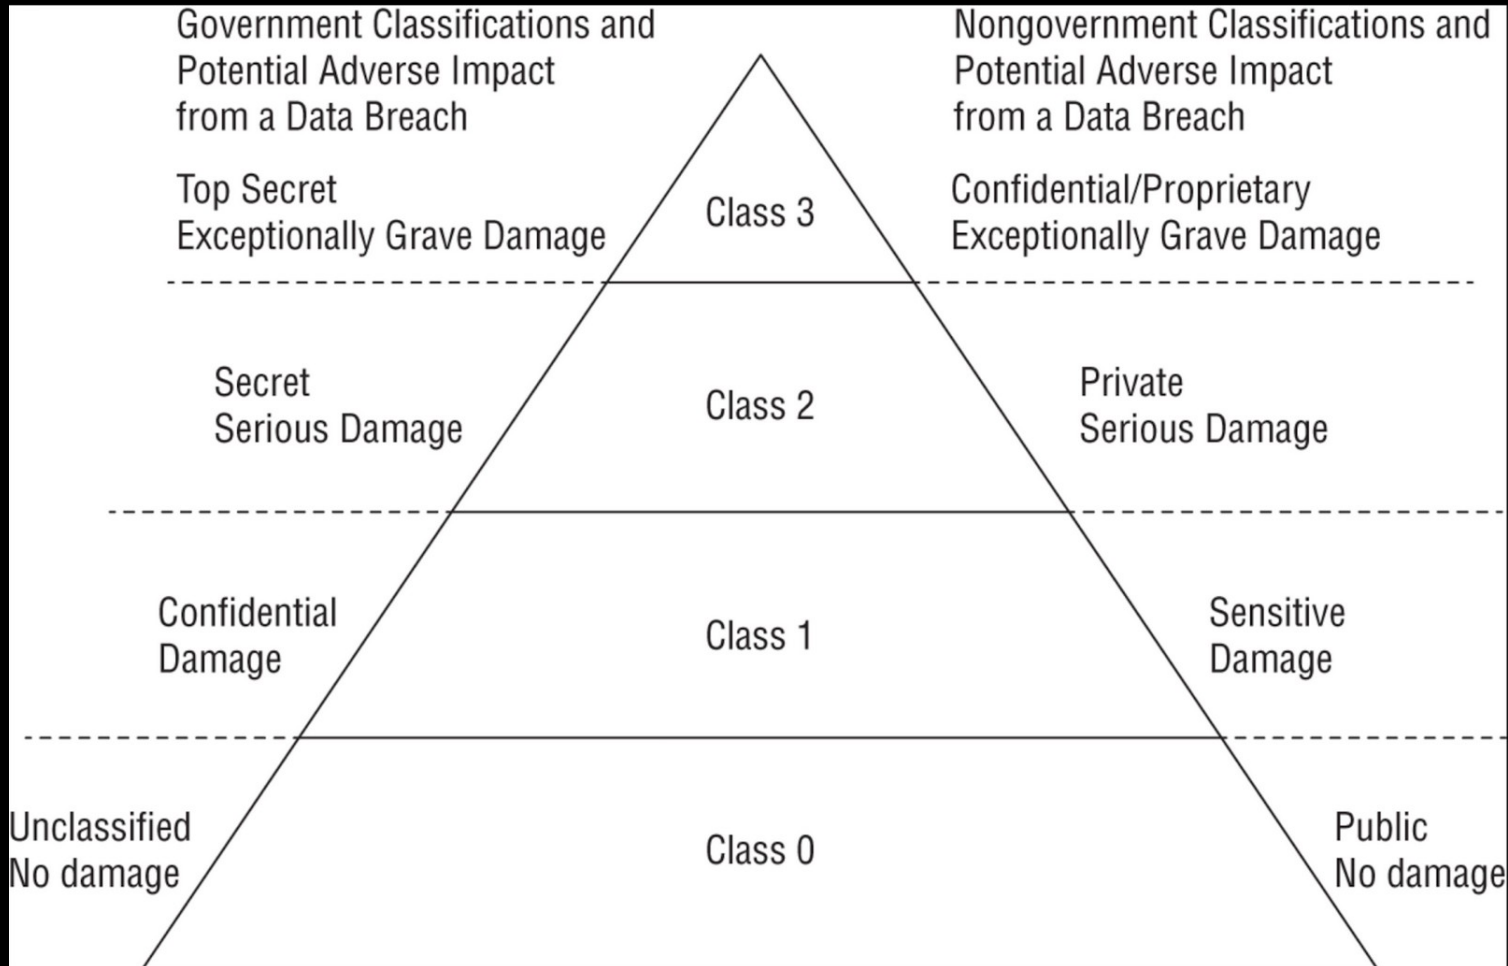 Government Classifications and
Potential Adverse Impact
from a Data Breach
Nongovernment Classifications and
Potential Adverse Impact
from a Data Breach
Top Secret
Exceptionally Grave Damage
Class 3
Confidential/Proprietary
Exceptionally Grave Damage
Secret
Serious Damage
Class 2
Private
Serious Damage
Confidential
Damage
Class 1
Sensitive
Damage
Unclassified
No damage
Class 0
Public
No damage